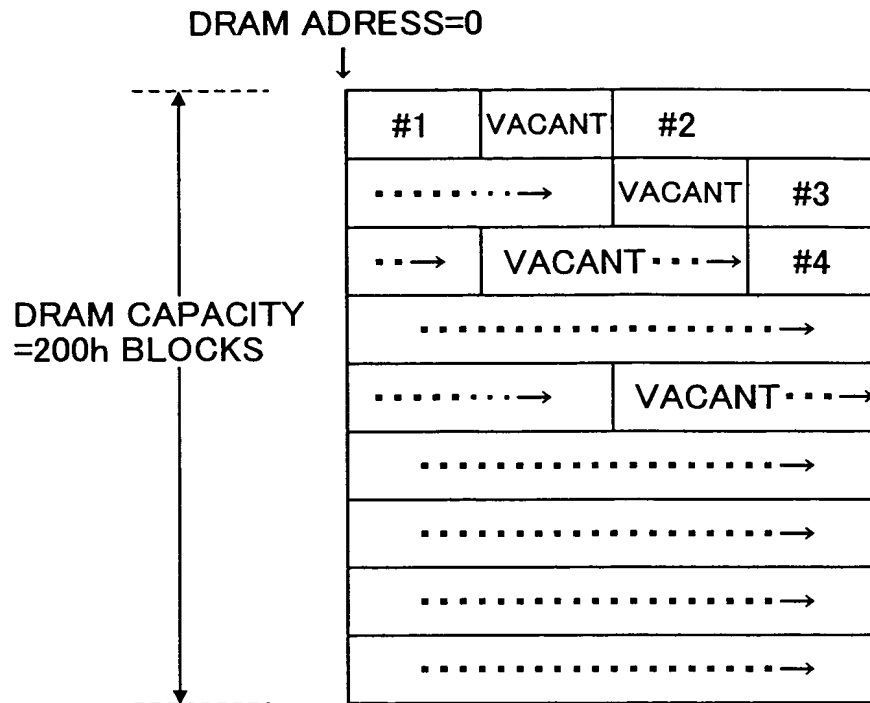 DRAM ADRESS=0
#1 VACANT #2
VACANT #3
VACANT #4
DRAM CAPACITY
=200h BLOCKS
VACANT